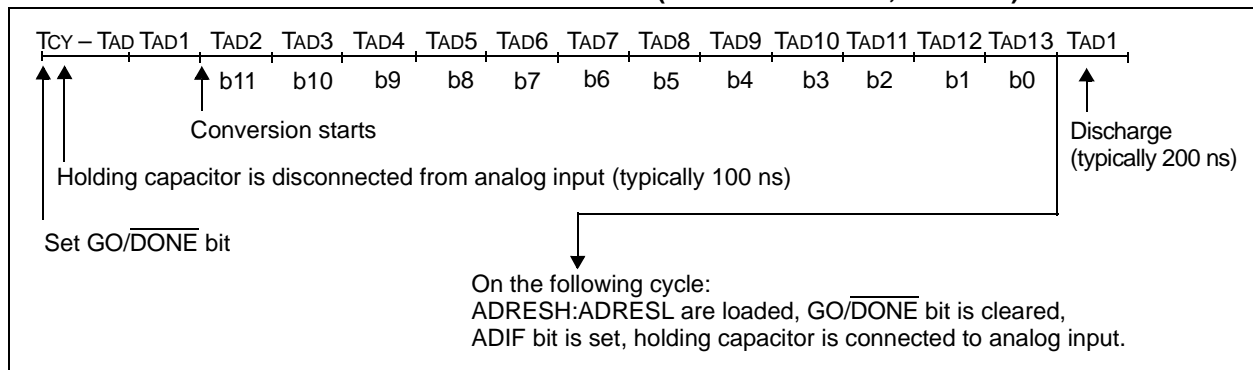 TCY – TAD TAD1 TAD2 TAD3 TAD4 TAD5 TAD6 TAD7 TAD8 TAD9 TAD10 TAD11 TAD12 TAD13 TAD1
b11 b10 b9 b8 b7 b6 b5 b4 b3 b2 b1 b0
Conversion starts
Discharge
(typically 200 ns)
Holding capacitor is disconnected from analog input (typically 100 ns)
Set GO/DONE bit
On the following cycle:
ADRESH:ADRESL are loaded, GO/DONE bit is cleared,
ADIF bit is set, holding capacitor is connected to analog input.